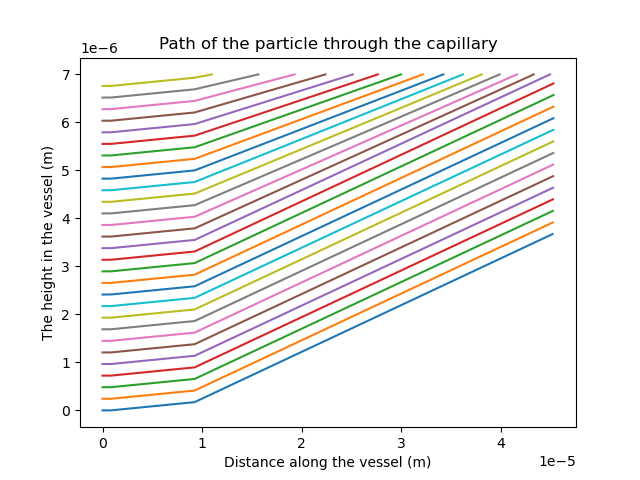 Path of the particle through the capillary
1e−6
7
6
5
4
3
2
1
0
The height in the vessel (m)
0 1 2 3 4
Distance along the vessel (m)
1e−5